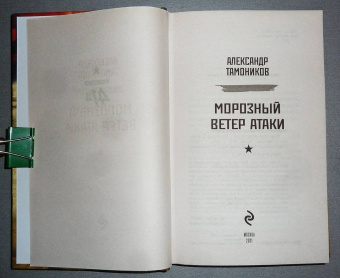 АЛЕКСАНДР
ТАМОНИКОВ
МОРОЗНЫЙ
ВЕТЕР АТАКИ
МОСКВА